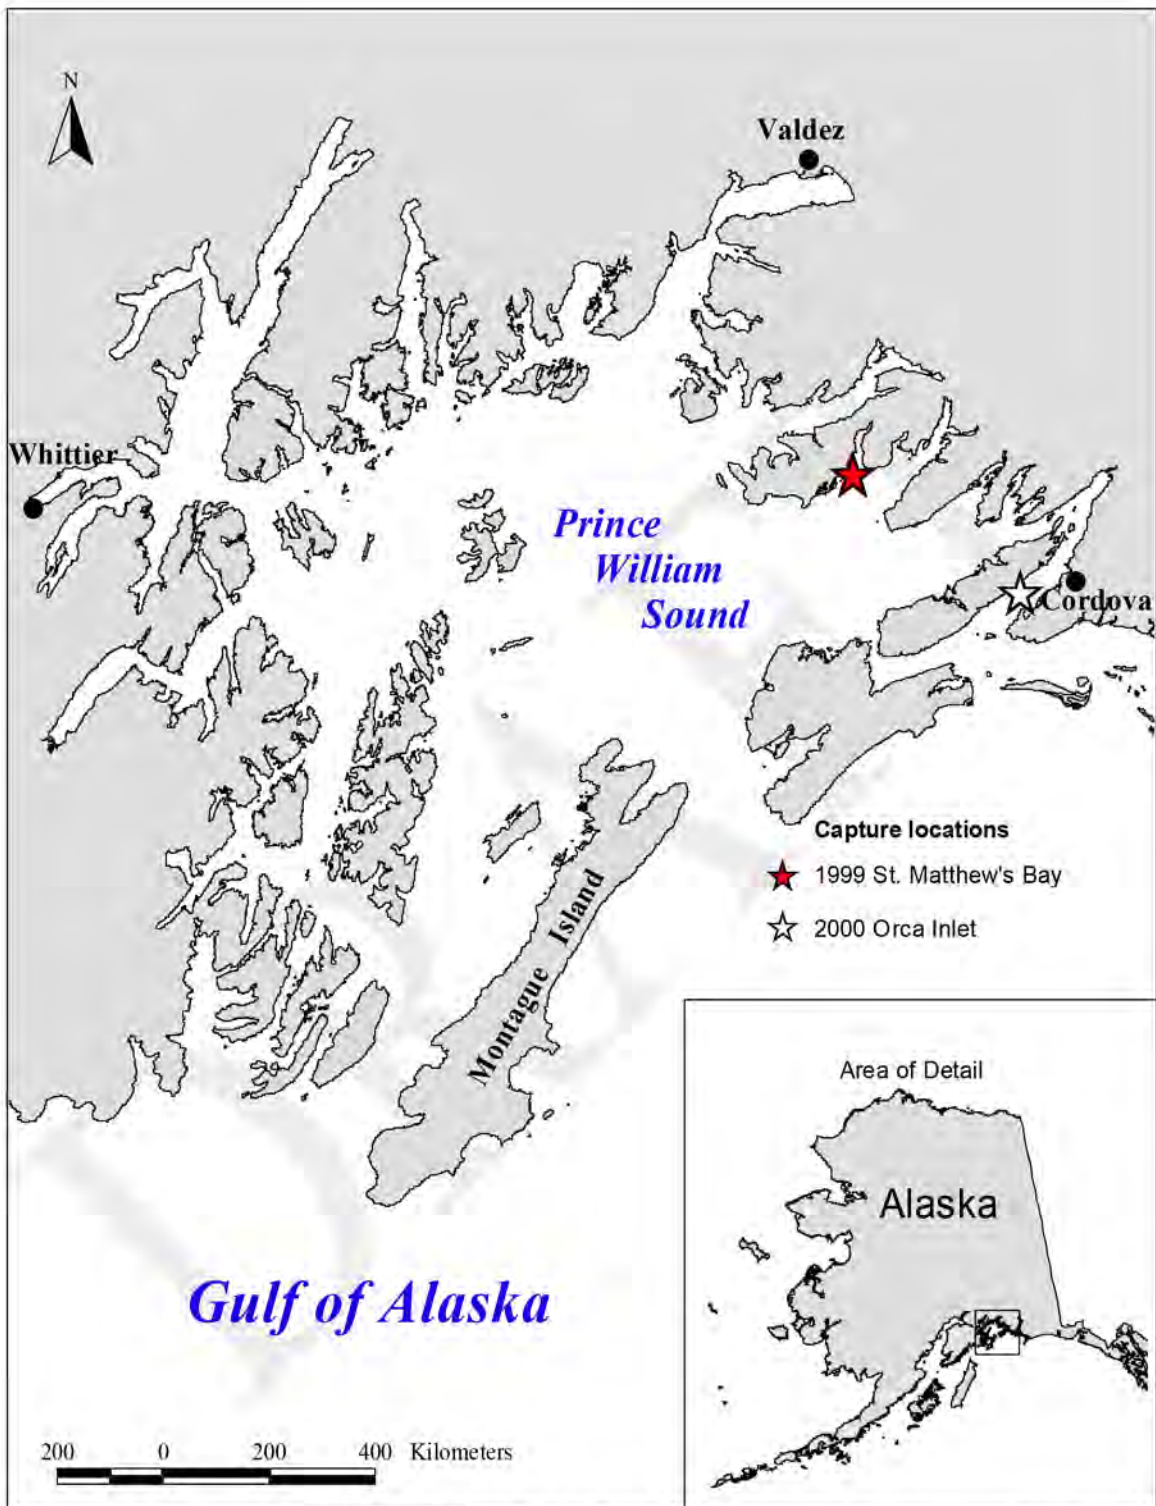 N
Valdez
Whittier
Prince
William
Sound
Cordova
Capture locations
1999 St. Matthew's Bay
2000 Orca Inlet
Montague Island
Area of Detail
Alaska
Gulf of Alaska
200 0 200 400 Kilometers